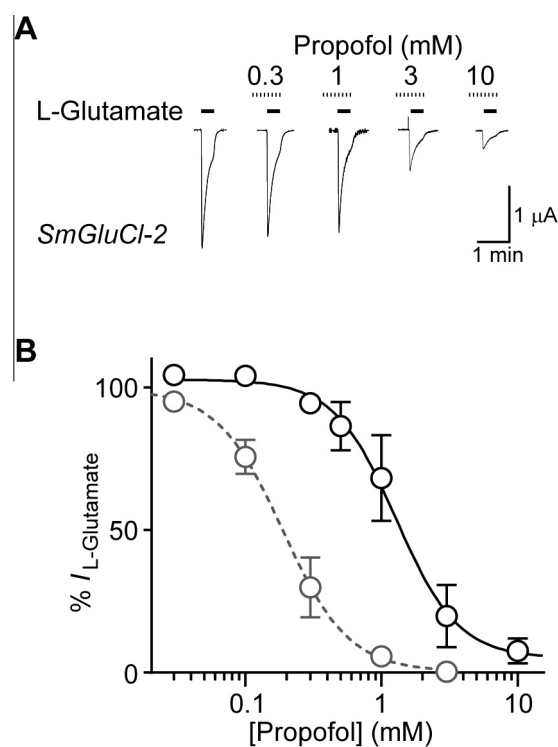 A
Propofol (mM)
0.3 1 3 10
L-Glutamate
SmGluCl-2
1 μA
1 min
B
100
50
0
% I L-Glutamate
0.1 1 10
[Propofol] (mM)